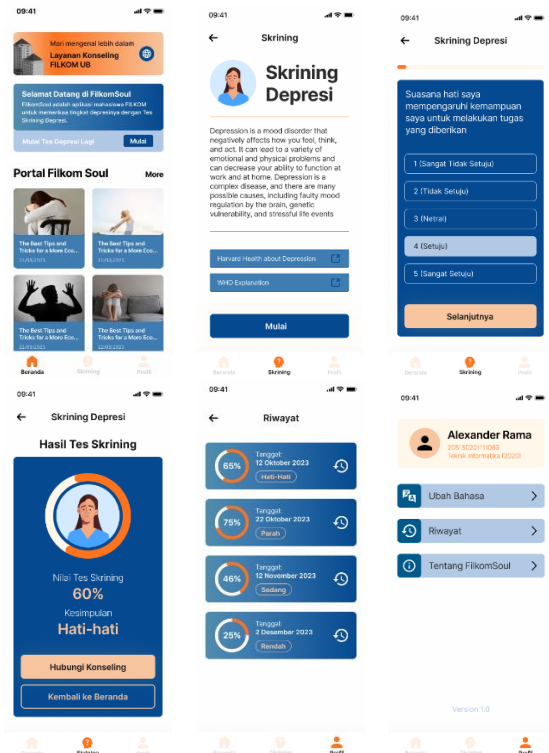 09:41
Mari mengenal lebih dalam
Layanan Konseling
FILKOM UB
Selamat Datang di FilkomSoul
FilkomSoul adalah aplikasi mahasiswa FILKOM
untuk memeriksa tingkat depresinya dengan Tes
Skrining Depresi.
Mulai Tes Depresi Lagi
Mulai
Portal Filkom Soul
More
The Best Tips and
Tricks for a More Eco...
The Best Tips and
Tricks for a More Eco...
The Best Tips and
Tricks for a More Eco...
The Best Tips and
Tricks for a More Eco...
Beranda
Skrining
Profil
09:41
Skrining
Skrining
Depresi
Depression is a mood disorder that
negatively affects how you feel, think,
and act. It can lead to a variety of
emotional and physical problems and
can decrease your ability to function at
work and at home. Depression is a
complex disease, and there are many
possible causes, including faulty mood
regulation by the brain, genetic
vulnerability, and stressful life events
Harvard Health about Depression
WHO Explanation
Mulai
Beranda
Skrining
Profil
09:41
Skrining Depresi
Suasana hati saya
mempengaruhi kemampuan
saya untuk melakukan tugas
yang diberikan
1 (Sangat Tidak Setuju)
2 (Tidak Setuju)
3 (Netral)
4 (Setuju)
5 (Sangat Setuju)
Selanjutnya
Beranda
Skrining
Profil
09:41
Skrining Depresi
Hasil Tes Skrining
Nilai Tes Skrining
60%
Kesimpulan
Hati-hati
Hubungi Konseling
Kembali ke Beranda
Beranda
Skrining
Profil
09:41
Riwayat
65%
Tanggal:
12 Oktober 2023
Hati-Hati
75%
Tanggal:
22 Oktober 2023
Parah
46%
Tanggal:
12 November 2023
Sedang
25%
Tanggal:
2 Desember 2023
Rendah
Beranda
Skrining
Profil
09:41
Alexander Rama
Teknik Informatika (2020)
Ubah Bahasa
Riwayat
Tentang FilkomSoul
Version 1.0
Beranda
Skrining
Profil